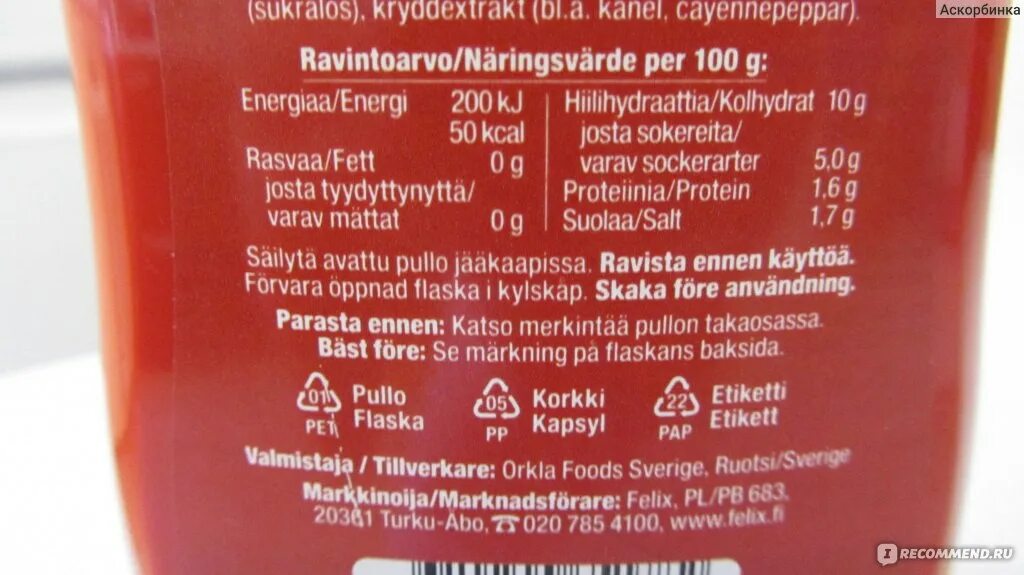 Аскорбинка
(sukralos), kryddextrakt (bl.a. kanel, cayennepeppar).
Ravintoarvo/Näringsvärde per 100 g:
Energiaa/Energi 200 kJ
50 kcal
Rasvaa/Fett 0 g
josta tyydyttynyttä/
varav mättat 0 g
Hiilihydraattia/Kolhydrat 10 g
josta sokereita/
varav sockerarter 5,0 g
Proteiinia/Protein 1,6 g
Suolaa/Salt 1,7 g
Säilytä avattu pullo jääkaapissa. Ravista ennen käyttöä.
Förvara öppnad flaska i kylskåp. Skaka före användning.
Parasta ennen: Katso merkintää pullon takaosassa.
Bäst före: Se märkning på flaskans baksida.
01 PET Pullo
Flaska
05 PP Korkki
Kapsyl
22 PAP Etiketti
Etikett
Valmistaja / Tillverkare: Orkla Foods Sverige, Ruotsi/Sverige
Markkinoija/Marknadsförare: Felix, PL/PB 683,
20361 Turku-Åbo, ☎ 020 785 4100, www.felix.fi
I RECOMMEND.RU